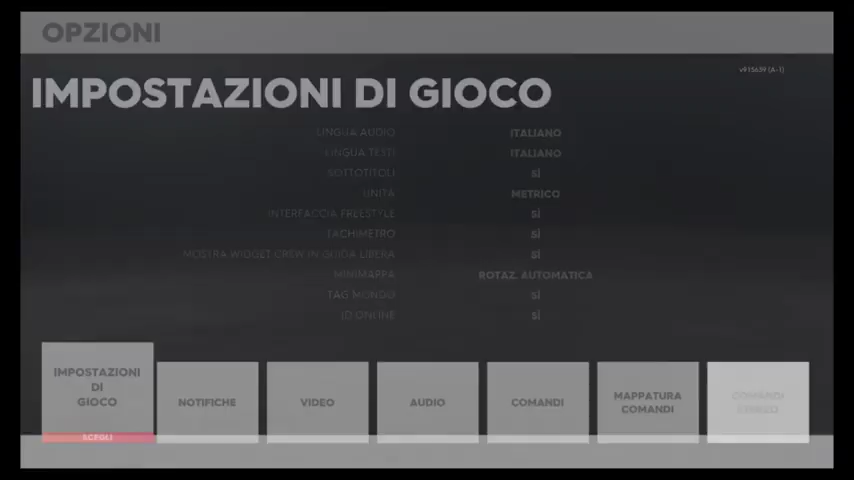 OPZIONI
v915639 (A-1)
IMPOSTAZIONI DI GIOCO
LINGUA AUDIO ITALIANO
LINGUA TESTI ITALIANO
SOTTOTITOLI SÌ
UNITÀ METRICO
INTERFACCIA FREESTYLE SÌ
TACHIMETRO SÌ
MOSTRA WIDGET CREW IN GUIDA LIBERA SÌ
MINIMAPPA ROTAZ. AUTOMATICA
TAG MONDO SÌ
ID ONLINE SÌ
IMPOSTAZIONI
DI
GIOCO
SCEGLI
NOTIFICHE
VIDEO
AUDIO
COMANDI
MAPPATURA
COMANDI
COMANDI